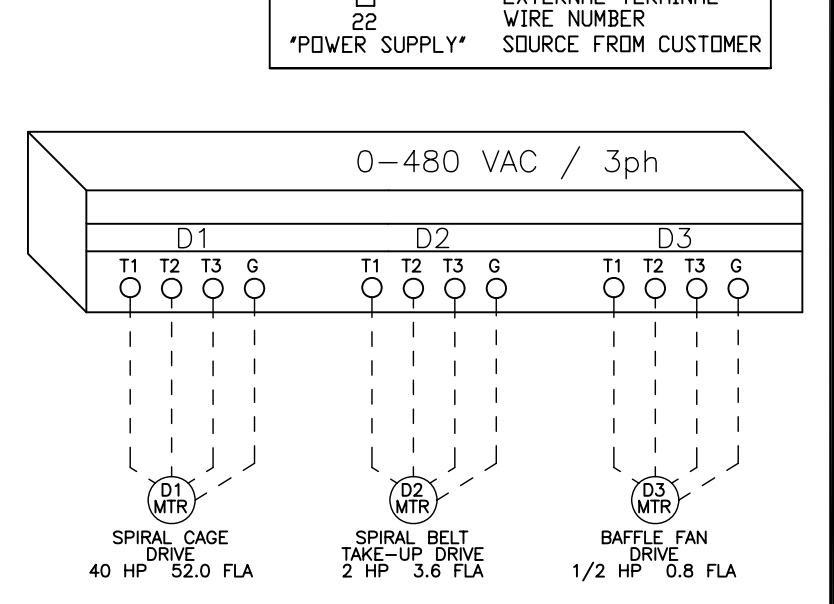 EXTERNAL TERMINAL
22 WIRE NUMBER
"POWER SUPPLY" SOURCE FROM CUSTOMER
0-480 VAC / 3ph
D1 D2 D3
T1 T2 T3 G T1 T2 T3 G T1 T2 T3 G
D1 MTR
SPIRAL CAGE
DRIVE
40 HP 52.0 FLA
D2 MTR
SPIRAL BELT
TAKE-UP DRIVE
2 HP 3.6 FLA
D3 MTR
BAFFLE FAN
DRIVE
1/2 HP 0.8 FLA